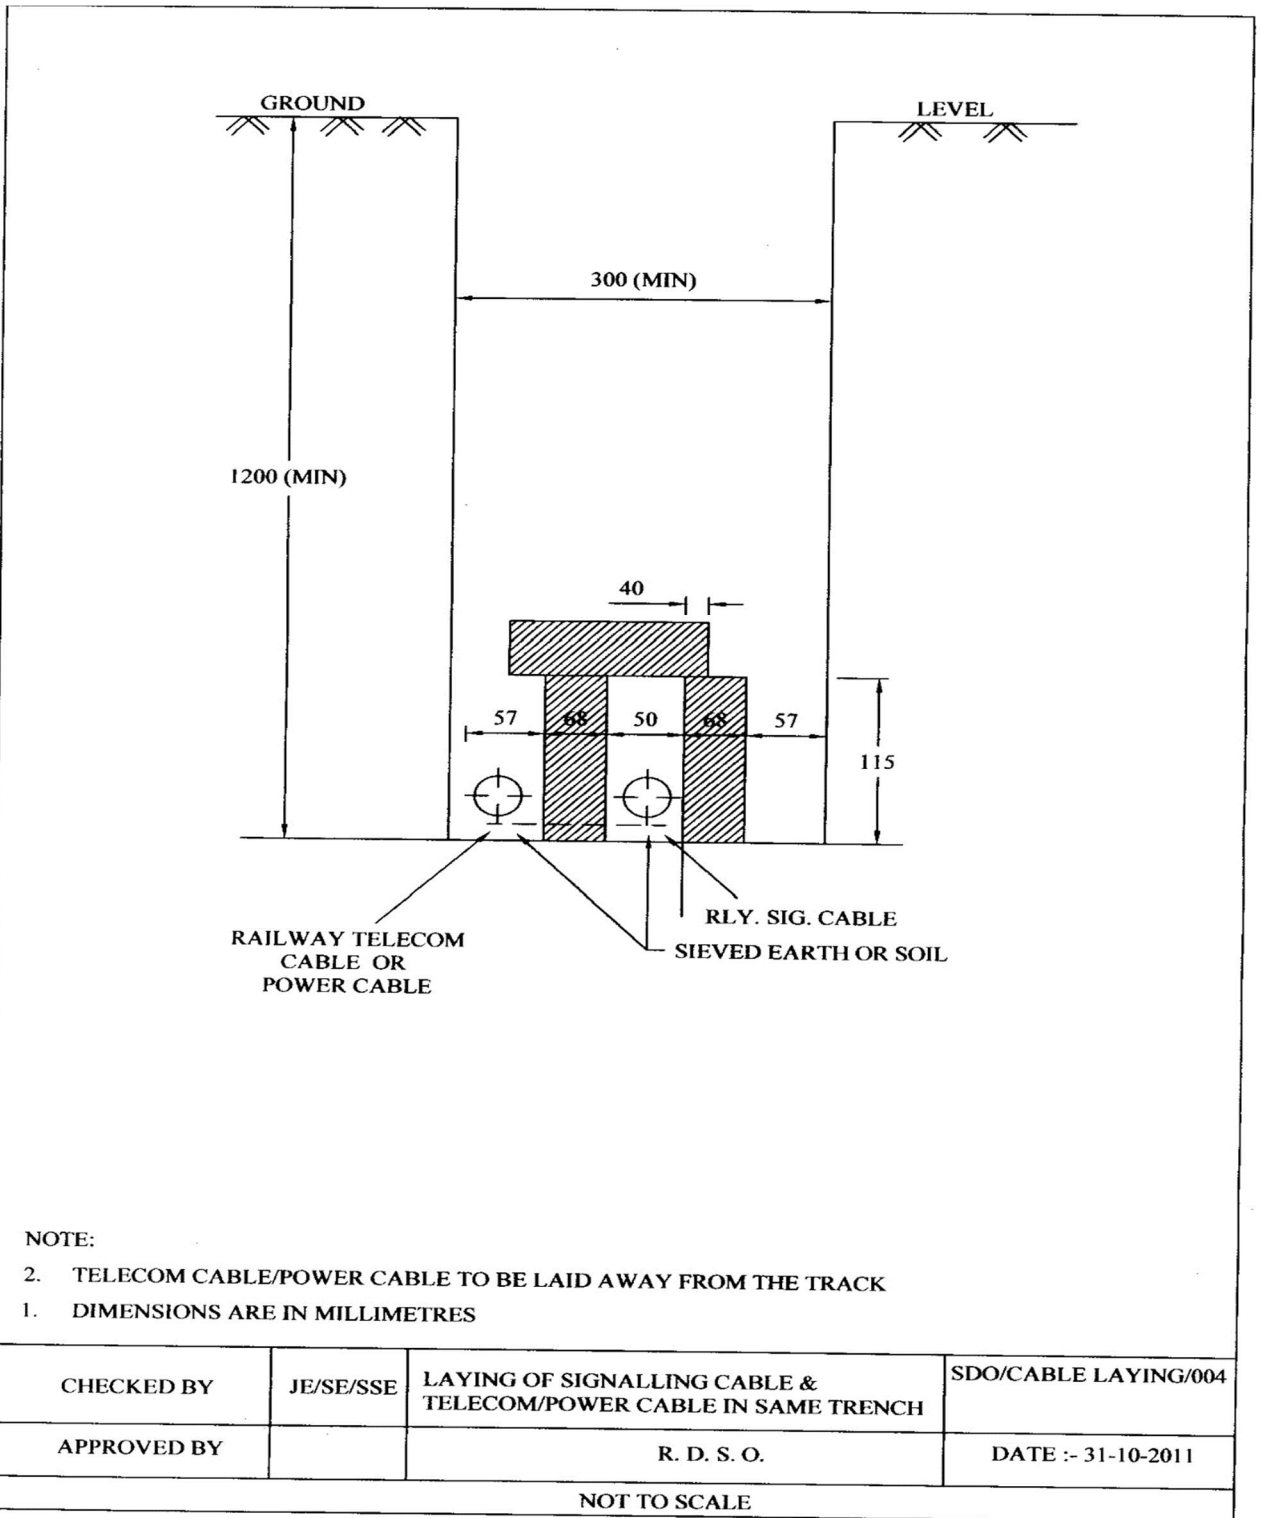 GROUND
LEVEL
300 (MIN)
1200 (MIN)
40
57
68
50
68
57
115
RLY. SIG. CABLE
RAILWAY TELECOM
CABLE OR
POWER CABLE
SIEVED EARTH OR SOIL
NOTE:
2. TELECOM CABLE/POWER CABLE TO BE LAID AWAY FROM THE TRACK
1. DIMENSIONS ARE IN MILLIMETRES
CHECKED BY
JE/SE/SSE
LAYING OF SIGNALLING CABLE &
TELECOM/POWER CABLE IN SAME TRENCH
SDO/CABLE LAYING/004
APPROVED BY
R. D. S. O.
DATE :- 31-10-2011
NOT TO SCALE